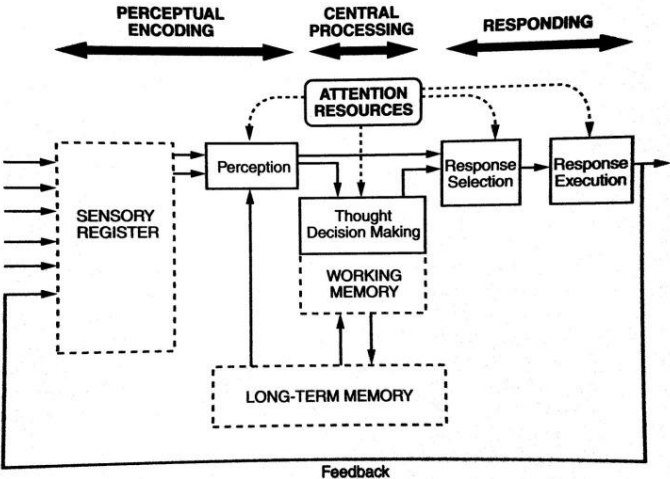 PERCEPTUAL
ENCODING
CENTRAL
PROCESSING
RESPONDING
ATTENTION
RESOURCES
Perception
Response
Selection
Response
Execution
SENSORY
REGISTER
Thought
Decision Making
WORKING
MEMORY
LONG-TERM MEMORY
Feedback